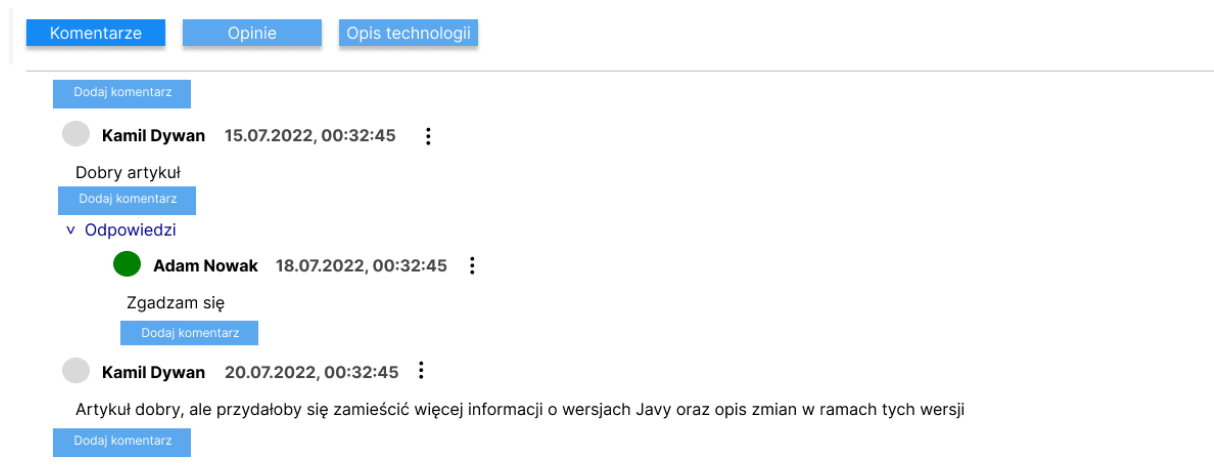 Komentarze Opinie Opis technologii
Dodaj komentarz
Kamil Dywan 15.07.2022, 00:32:45
Dobry artykuł
Dodaj komentarz
Odpowiedzi
Adam Nowak 18.07.2022, 00:32:45
Zgadzam się
Dodaj komentarz
Kamil Dywan 20.07.2022, 00:32:45
Artykuł dobry, ale przydałoby się zamieścić więcej informacji o wersjach Javy oraz opis zmian w ramach tych wersji
Dodaj komentarz